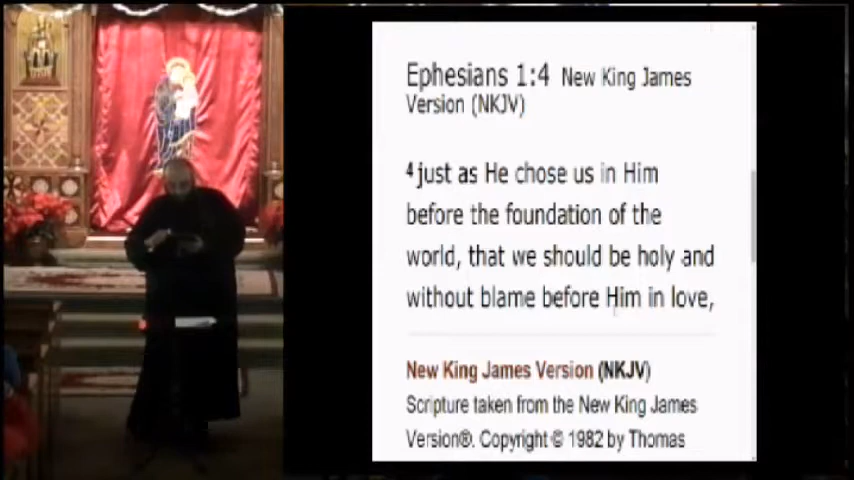 Ephesians 1:4 New King James
Version (NKJV)
4 just as He chose us in Him
before the foundation of the
world, that we should be holy and
without blame before Him in love,
New King James Version (NKJV)
Scripture taken from the New King James
Version®. Copyright © 1982 by Thomas